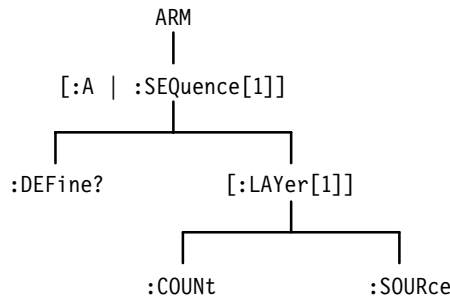 ARM
[:A | :SEQuence[1]]
:DEFine?
[:LAYer[1]]
:COUNt
:SOURce